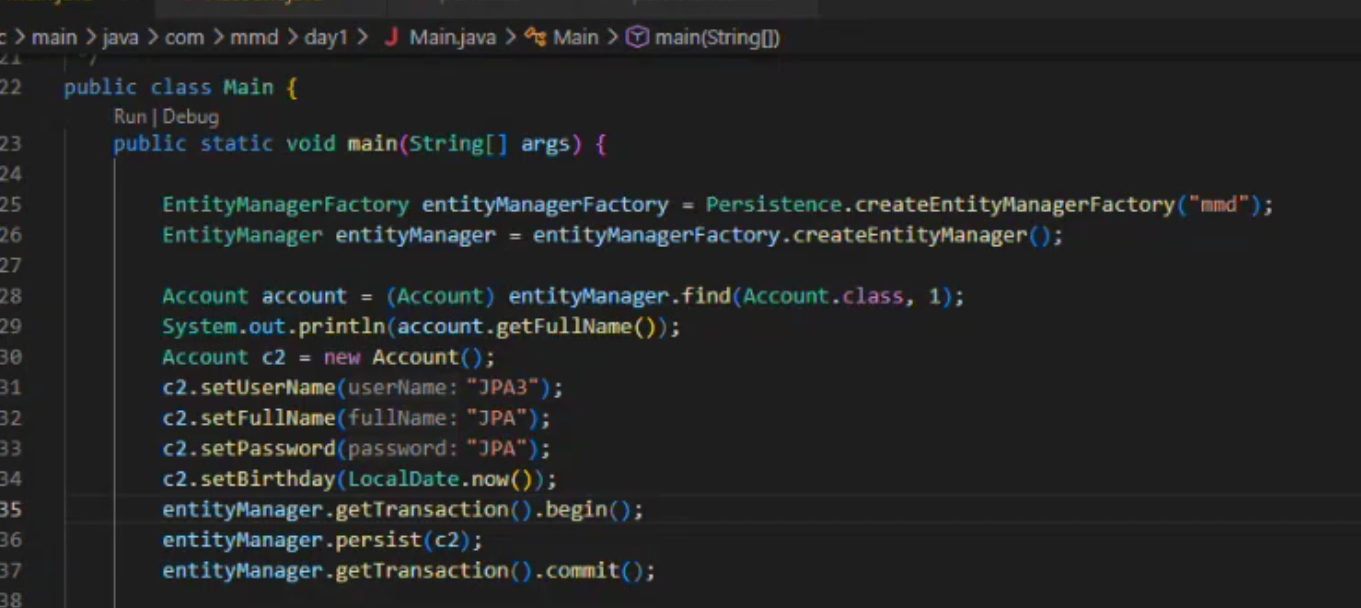 c > main > java > com > mmd > day1 > J Main.java > Main > main(String[])
21 */
22 public class Main {
Run | Debug
23 public static void main(String[] args) {
24
25 EntityManagerFactory entityManagerFactory = Persistence.createEntityManagerFactory("mmd");
26 EntityManager entityManager = entityManagerFactory.createEntityManager();
27
28 Account account = (Account) entityManager.find(Account.class, 1);
29 System.out.println(account.getFullName());
30 Account c2 = new Account();
31 c2.setUserName(userName: "JPA3");
32 c2.setFullName(fullName: "JPA");
33 c2.setPassword(password: "JPA");
34 c2.setBirthday(LocalDate.now());
35 entityManager.getTransaction().begin();
36 entityManager.persist(c2);
37 entityManager.getTransaction().commit();
38